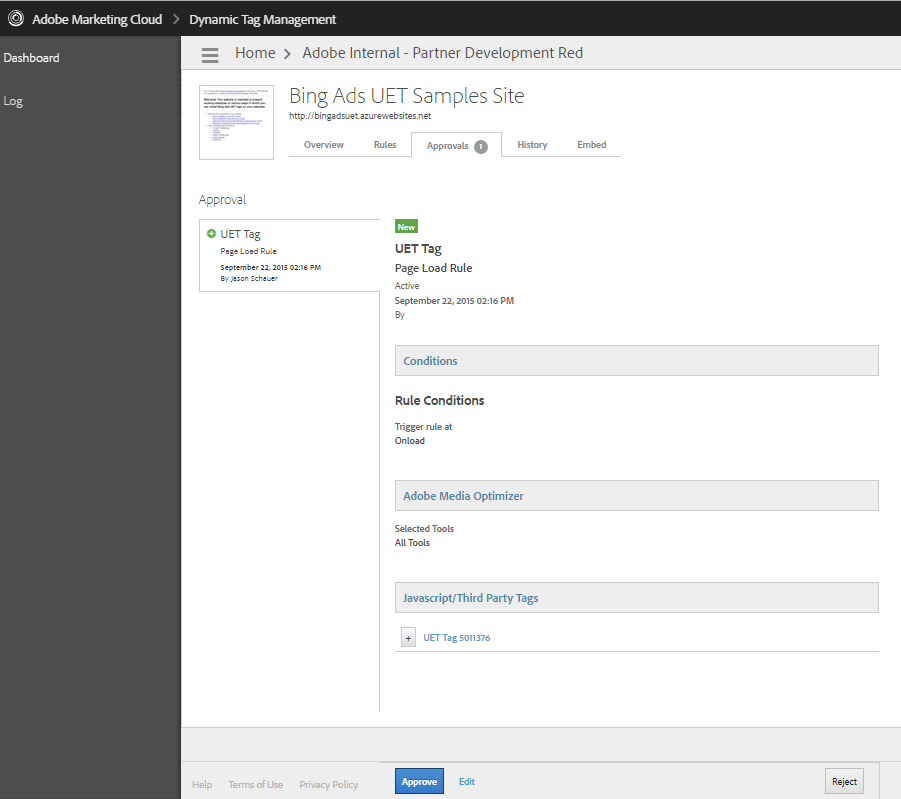 Adobe Marketing Cloud > Dynamic Tag Management
Dashboard
Log
Home > Adobe Internal - Partner Development Red
Bing Ads UET Samples Site
http://bingadsuet.azurewebsites.net
Overview Rules Approvals 1 History Embed
Approval
UET Tag
Page Load Rule
September 22, 2015 02:16 PM
By Jason Schauer
New
UET Tag
Page Load Rule
Active
September 22, 2015 02:16 PM
By
Conditions
Rule Conditions
Trigger rule at
Onload
Adobe Media Optimizer
Selected Tools
All Tools
Javascript/Third Party Tags
+ UET Tag 5011376
Help Terms of Use Privacy Policy
Approve Edit Reject